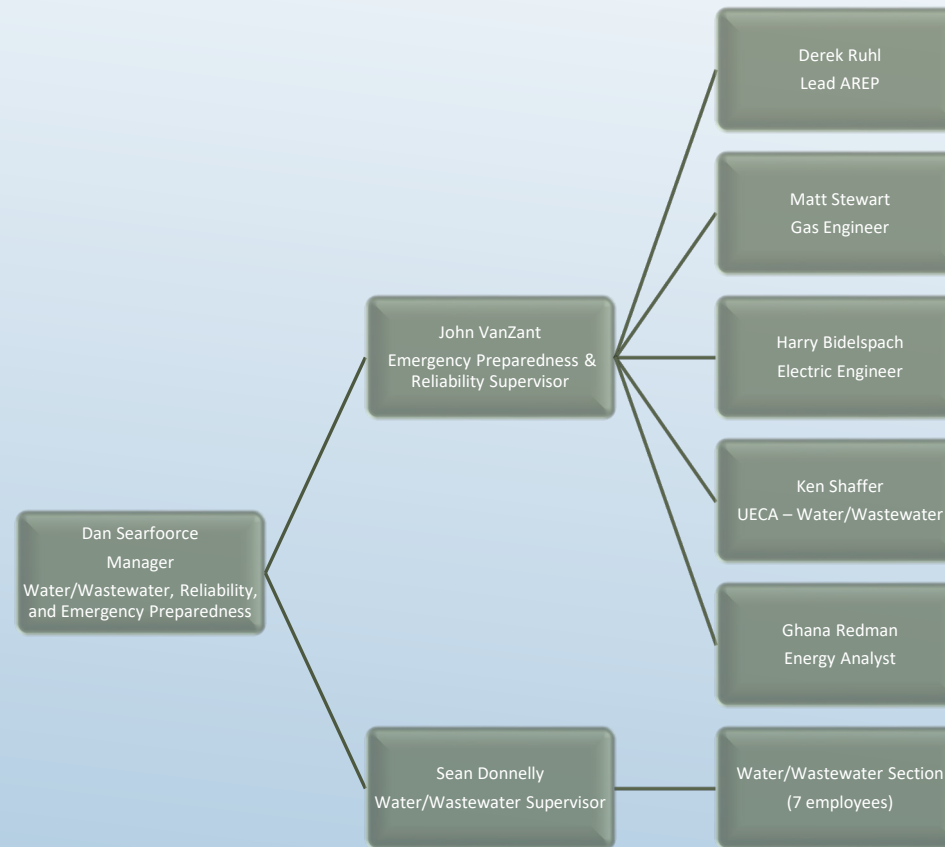 Derek Ruhl
Lead AREP
Matt Stewart
Gas Engineer
John VanZant
Emergency Preparedness &
Reliability Supervisor
Harry Bidelspach
Electric Engineer
Ken Shaffer
UECA – Water/Wastewater
Dan Searfoorce
Manager
Water/Wastewater, Reliability,
and Emergency Preparedness
Ghana Redman
Energy Analyst
Sean Donnelly
Water/Wastewater Supervisor
Water/Wastewater Section
(7 employees)